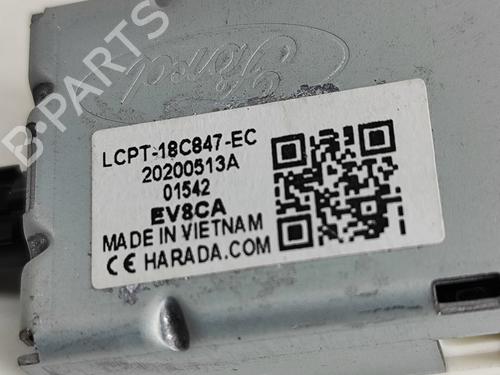 B-PARTS
Ford
LCPT-18C847-EC
20200513A
01542
EV8CA
MADE IN VIETNAM
CE HARADA.COM